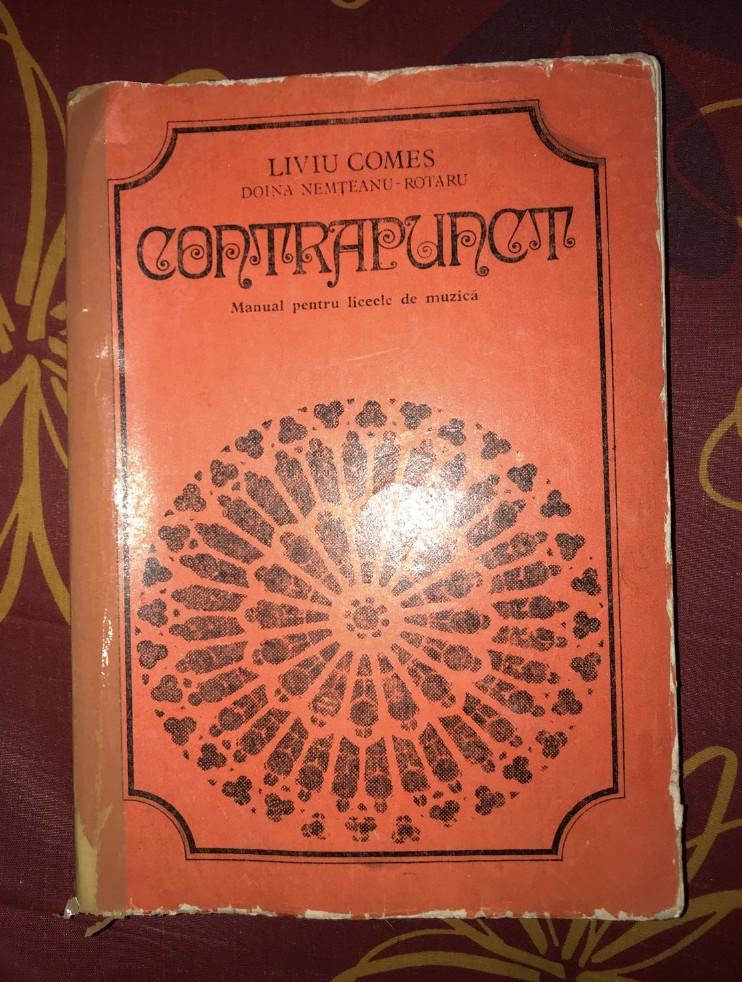 LIVIU COMES
DOINA NEMȚEANU-ROTARU
CONTRAPUNCT
Manual pentru liceele de muzică